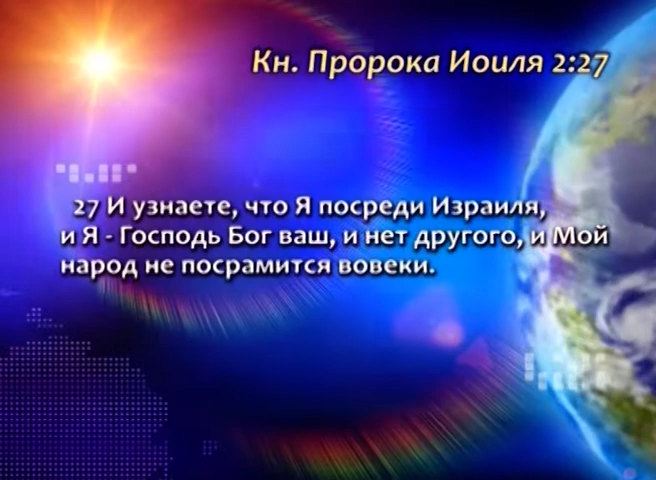 Кн. Пророка Иоиля 2:27
27 И узнаете, что Я посреди Израиля,
и Я - Господь Бог ваш, и нет другого, и Мой
народ не посрамится вовеки.